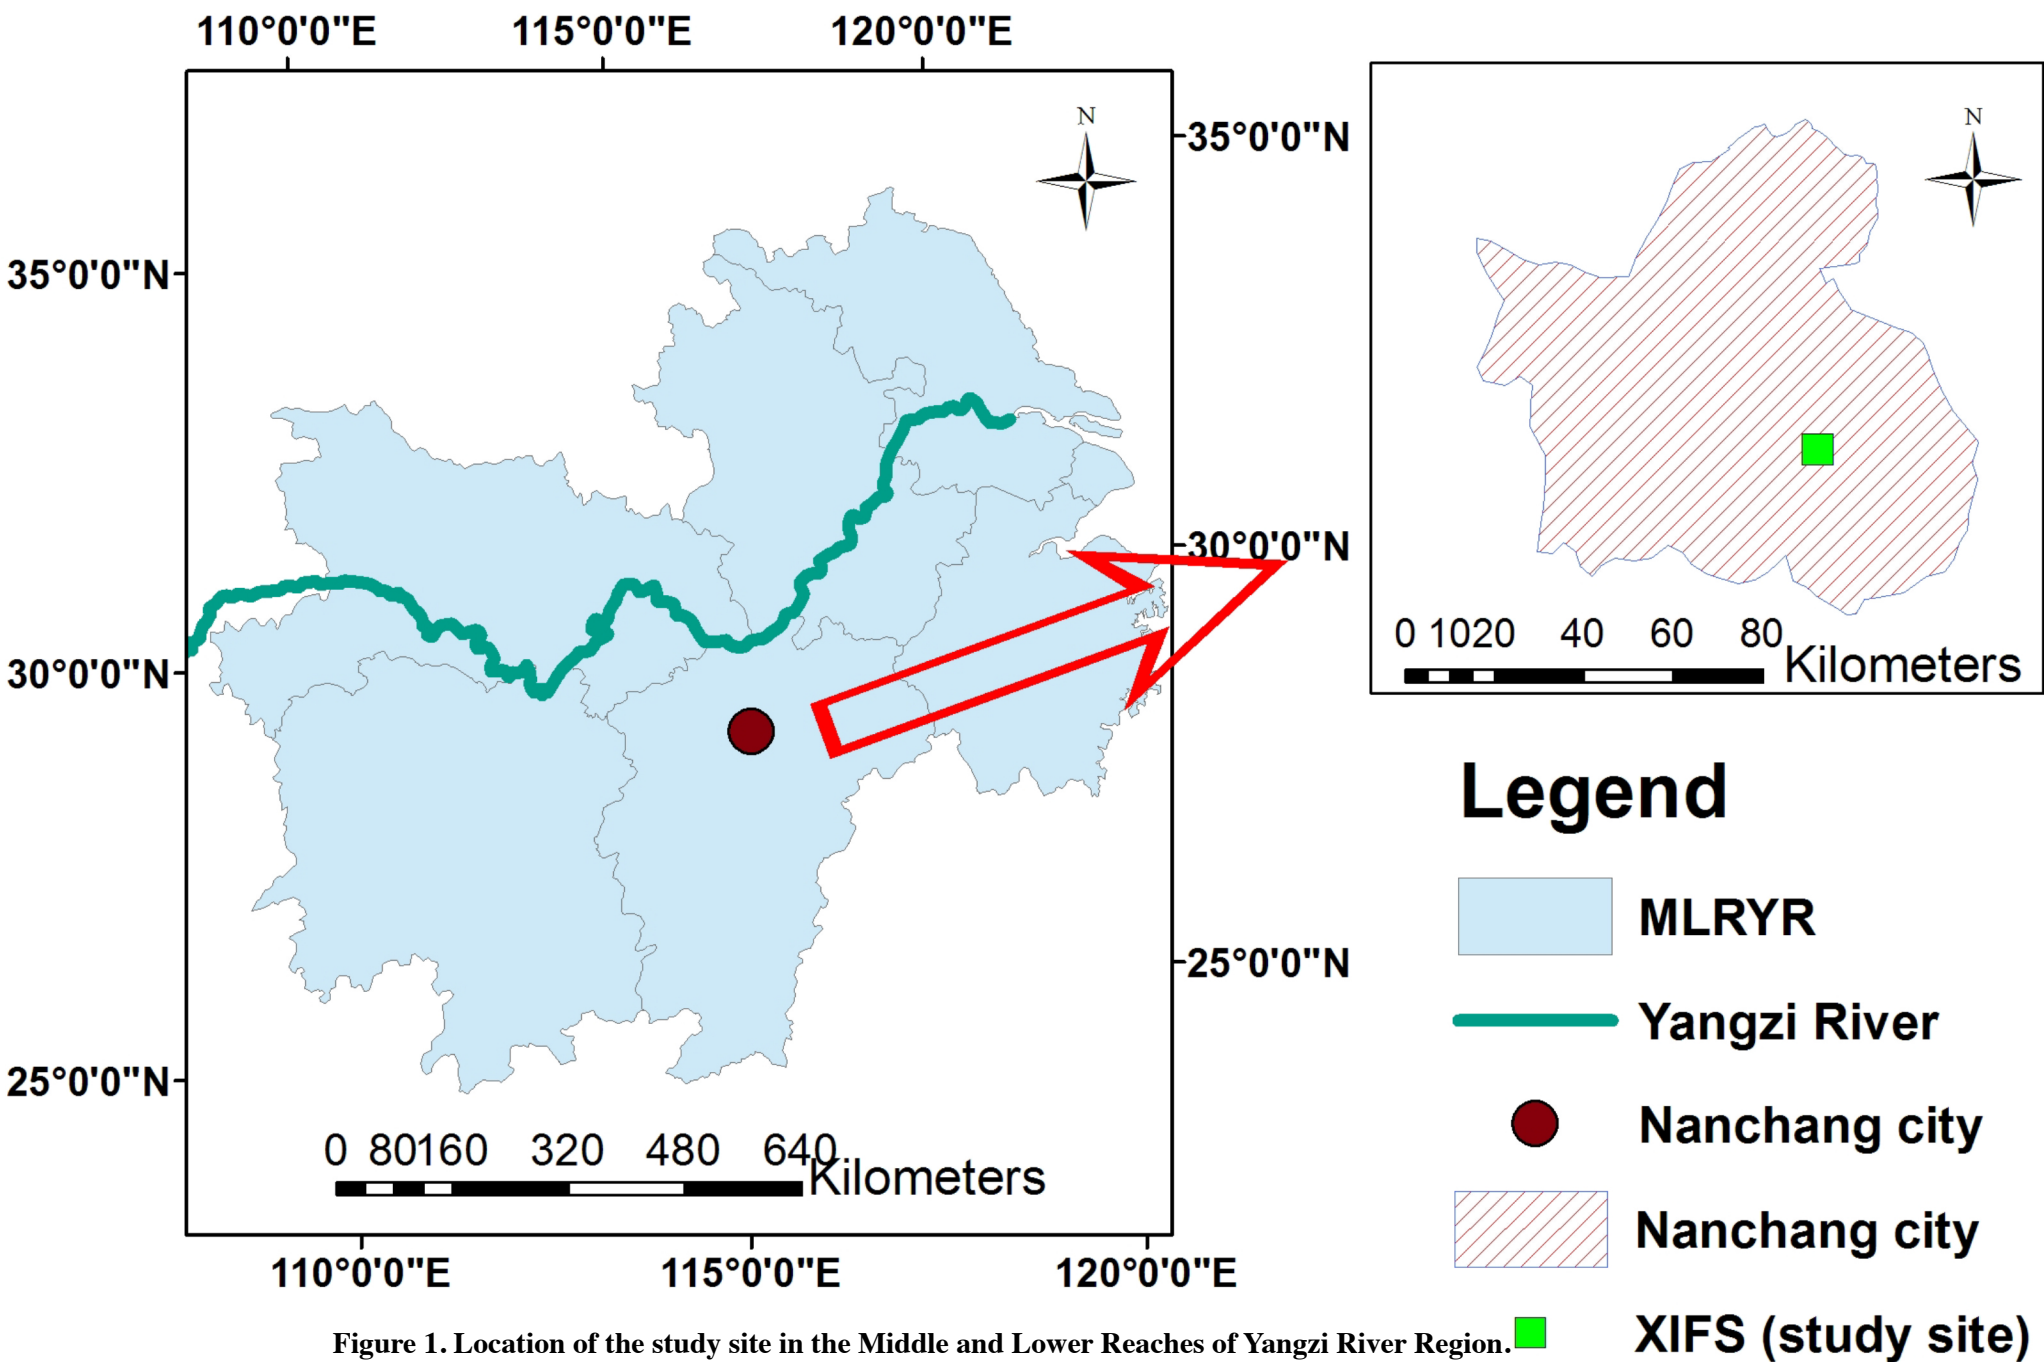 110°0'0"E 115°0'0"E 120°0'0"E
N
N
35°0'0"N
35°0'0"N
30°0'0"N
30°0'0"N
0 1020 40 60 80 Kilometers
25°0'0"N
25°0'0"N
0 80160 320 480 640 Kilometers
110°0'0"E 115°0'0"E 120°0'0"E
Legend
MLRYR
Yangzi River
Nanchang city
Nanchang city
XIFS (study site)
Figure 1. Location of the study site in the Middle and Lower Reaches of Yangzi River Region.